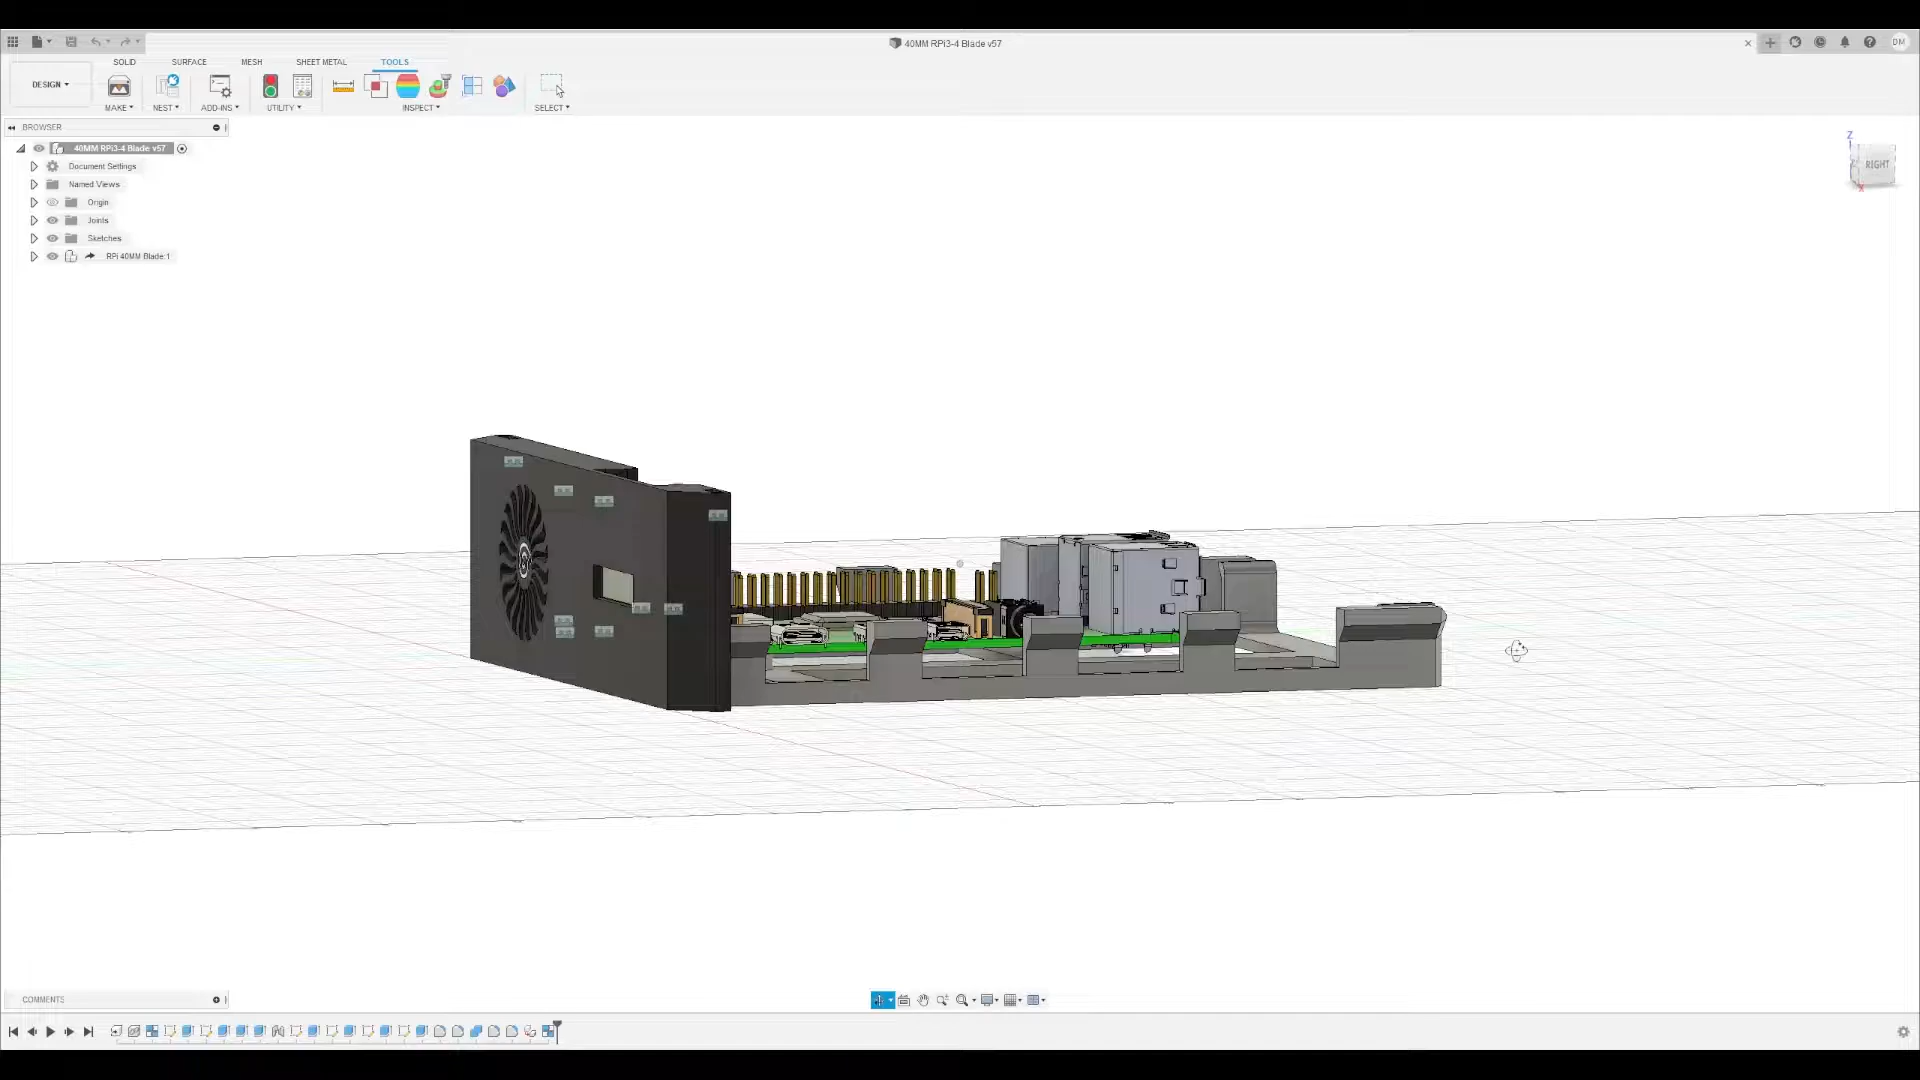 40MM RPi3-4 Blade v57
DM
SOLID
SURFACE
MESH
SHEET METAL
TOOLS
DESIGN
MAKE
NEST
ADD-INS
UTILITY
INSPECT
SELECT
BROWSER
40MM RPi3-4 Blade v57
Document Settings
Named Views
Origin
Joints
Sketches
RPi 40MM Blade:1
Z
RIGHT
X
COMMENTS